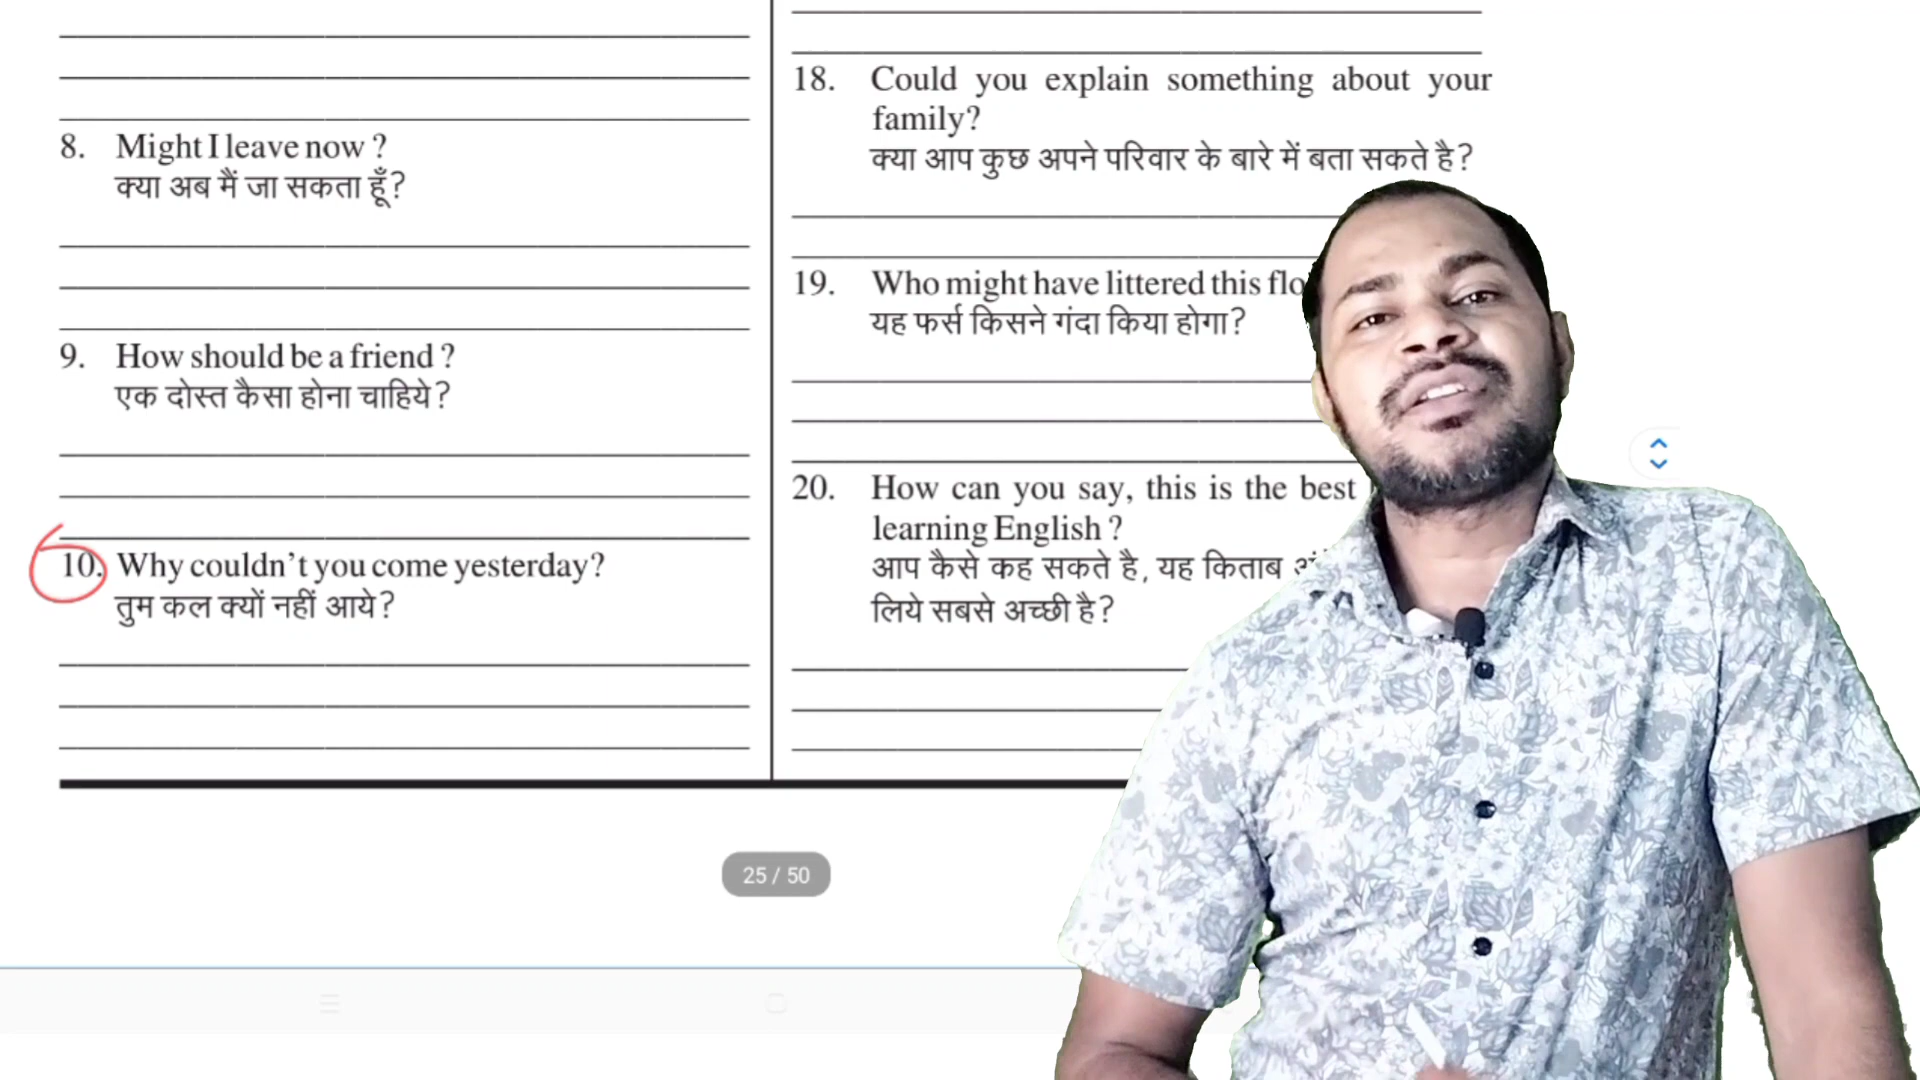 8. Might I leave now ?
क्या अब मैं जा सकता हूँ?
9. How should be a friend ?
एक दोस्त कैसा होना चाहिये?
10. Why couldn't you come yesterday?
तुम कल क्यों नहीं आये?
18. Could you explain something about your
family?
क्या आप कुछ अपने परिवार के बारे में बता सकते है?
19. Who might have littered this
यह फर्स किसने गंदा किया होगा?
20. How can you say, this is the best
learning English ?
आप कैसे कह सकते है, यह किताब
लिये सबसे अच्छी है?
25 / 50